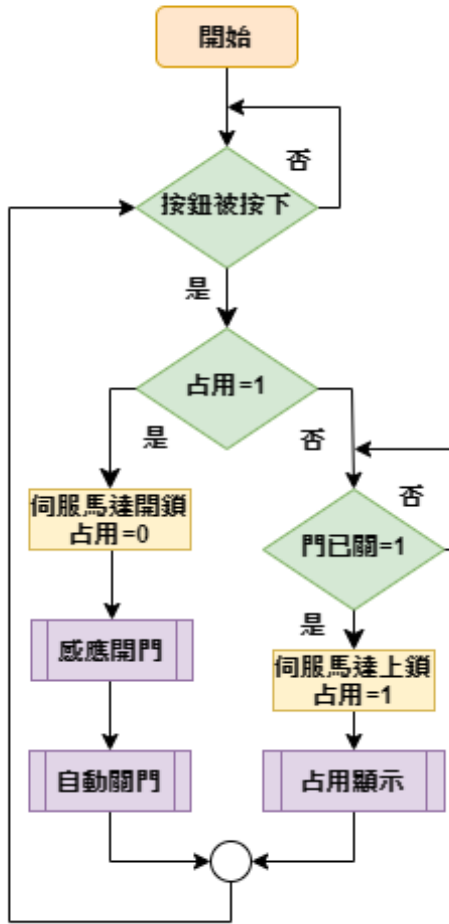 開始
否
按鈕被按下
是
占用=1
是
否
伺服馬達開鎖
占用=0
否
門已關=1
感應開門
是
伺服馬達上鎖
占用=1
自動關門
占用顯示